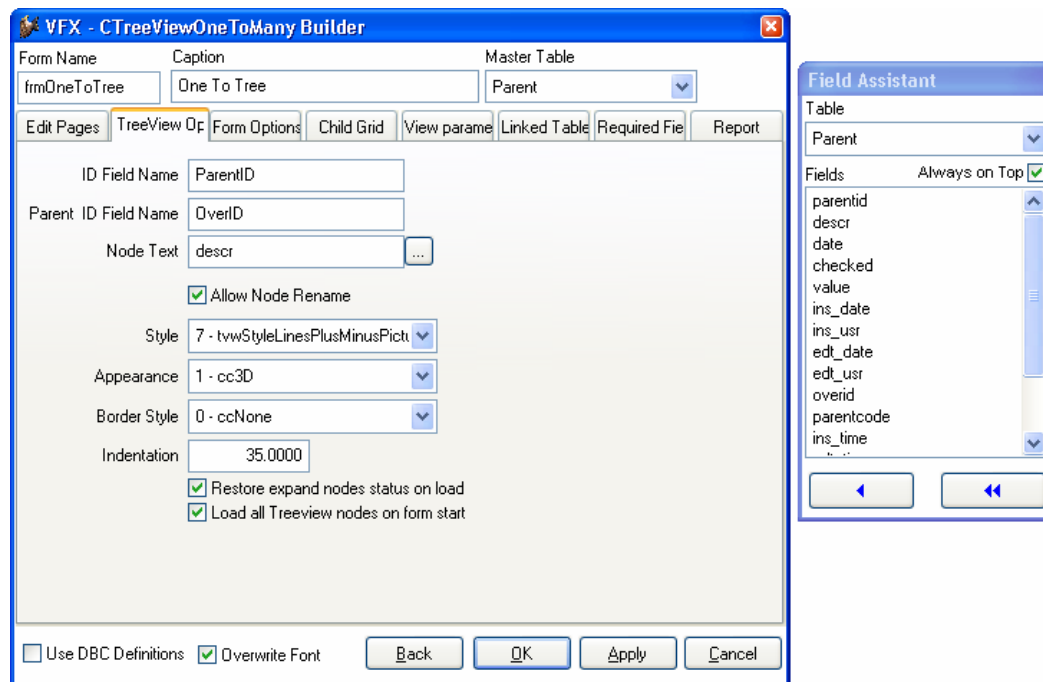 VFX - CTreeViewOneToMany Builder
Form Name Caption Master Table
frmOneToTree One To Tree Parent
Edit Pages TreeView Op Form Options Child Grid View parame Linked Table Required Fie Report
ID Field Name ParentID
Parent ID Field Name OverID
Node Text descr ...
Allow Node Rename
Style 7 - tvwStyleLinesPlusMinusPictu
Appearance 1 - cc3D
Border Style 0 - ccNone
Indentation 35.0000
Restore expand nodes status on load
Load all Treeview nodes on form start
Use DBC Definitions Overwrite Font Back OK Apply Cancel
Field Assistant
Table
Parent
Fields Always on Top
parentid
descr
date
checked
value
ins_date
ins_usr
edt_date
edt_usr
overid
parentcode
ins_time